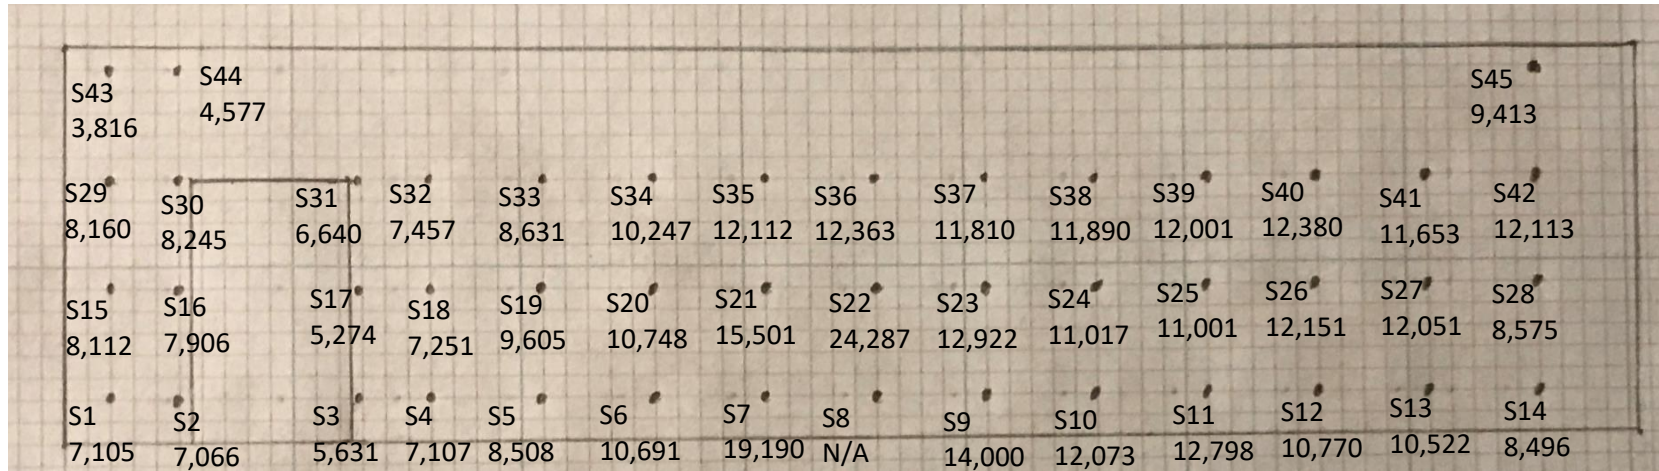 S43
3,816
S44
4,577
S45
9,413
S29
8,160
S30
8,245
S31
6,640
S32
7,457
S33
8,631
S34
10,247
S35
12,112
S36
12,363
S37
11,810
S38
11,890
S39
12,001
S40
12,380
S41
11,653
S42
12,113
S15
8,112
S16
7,906
S17
5,274
S18
7,251
S19
9,605
S20
10,748
S21
15,501
S22
24,287
S23
12,922
S24
11,017
S25
11,001
S26
12,151
S27
12,051
S28
8,575
S1
7,105
S2
7,066
S3
5,631
S4
7,107
S5
8,508
S6
10,691
S7
19,190
S8
N/A
S9
14,000
S10
12,073
S11
12,798
S12
10,770
S13
10,522
S14
8,496